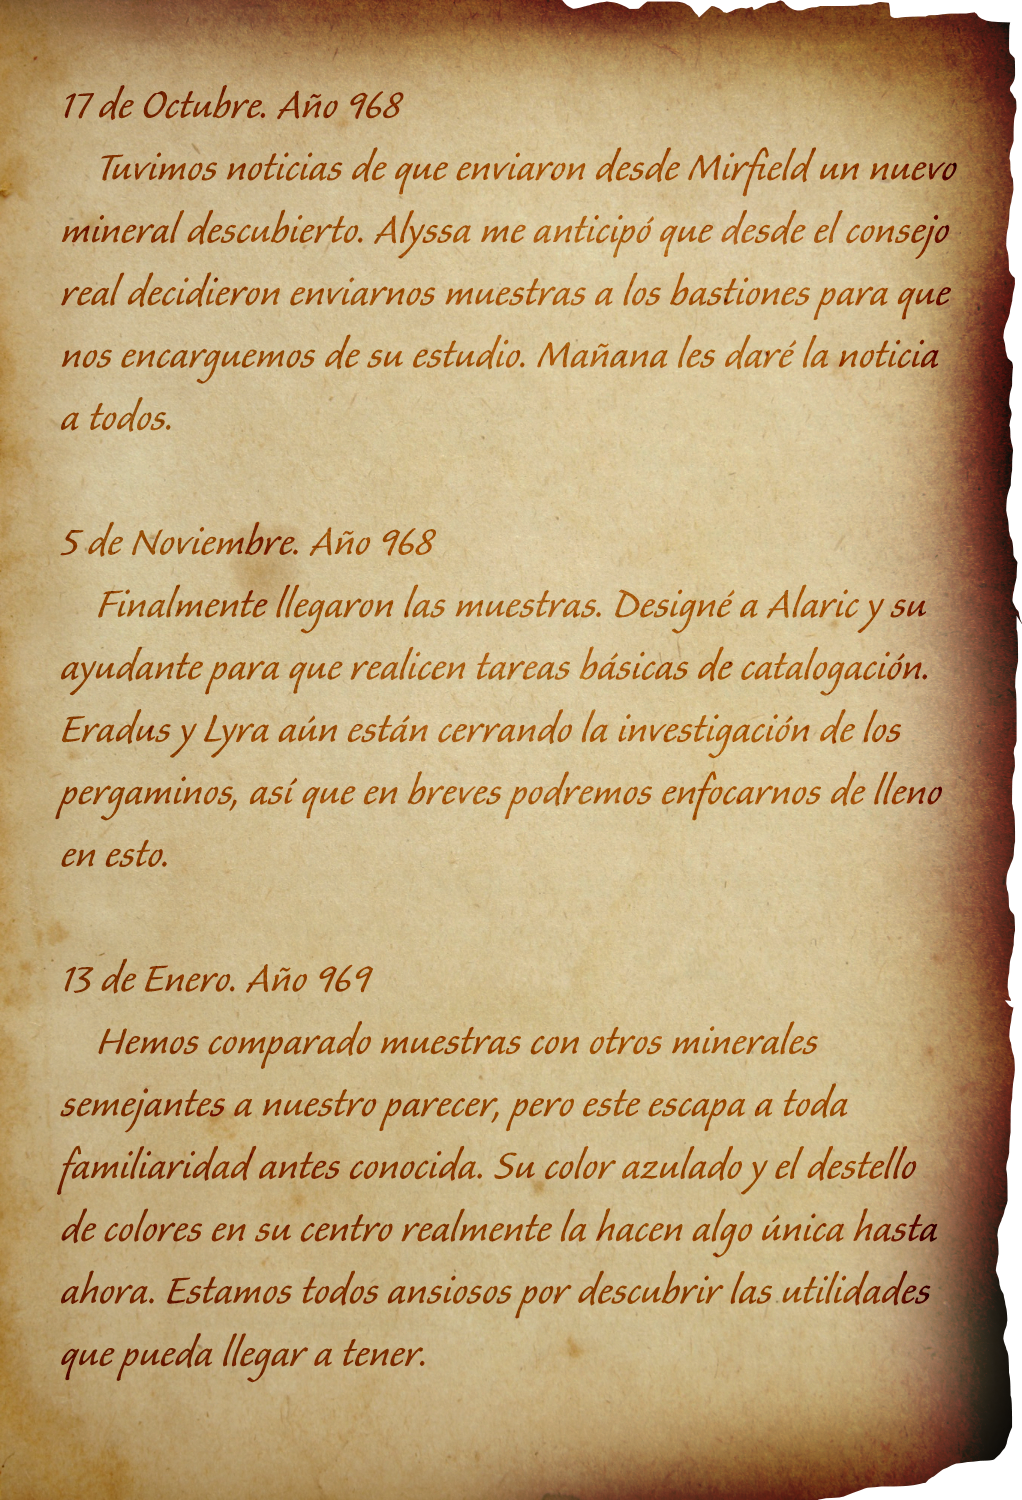 17 de Octubre. Año 968
Tuvimos noticias de que enviaron desde Mirfield un nuevo
mineral descubierto. Alyssa me anticipó que desde el consejo
real decidieron enviarnos muestras a los bastiones para que
nos encarguemos de su estudio. Mañana les daré la noticia
a todos.
5 de Noviembre. Año 968
Finalmente llegaron las muestras. Designé a Alaric y su
ayudante para que realicen tareas básicas de catalogación.
Eradus y Lyra aún están cerrando la investigación de los
pergaminos, así que en breves podremos enfocarnos de lleno
en esto.
13 de Enero. Año 969
Hemos comparado muestras con otros minerales
semejantes a nuestro parecer, pero este escapa a toda
familiaridad antes conocida. Su color azulado y el destello
de colores en su centro realmente la hacen algo única hasta
ahora. Estamos todos ansiosos por descubrir las utilidades
que pueda llegar a tener.